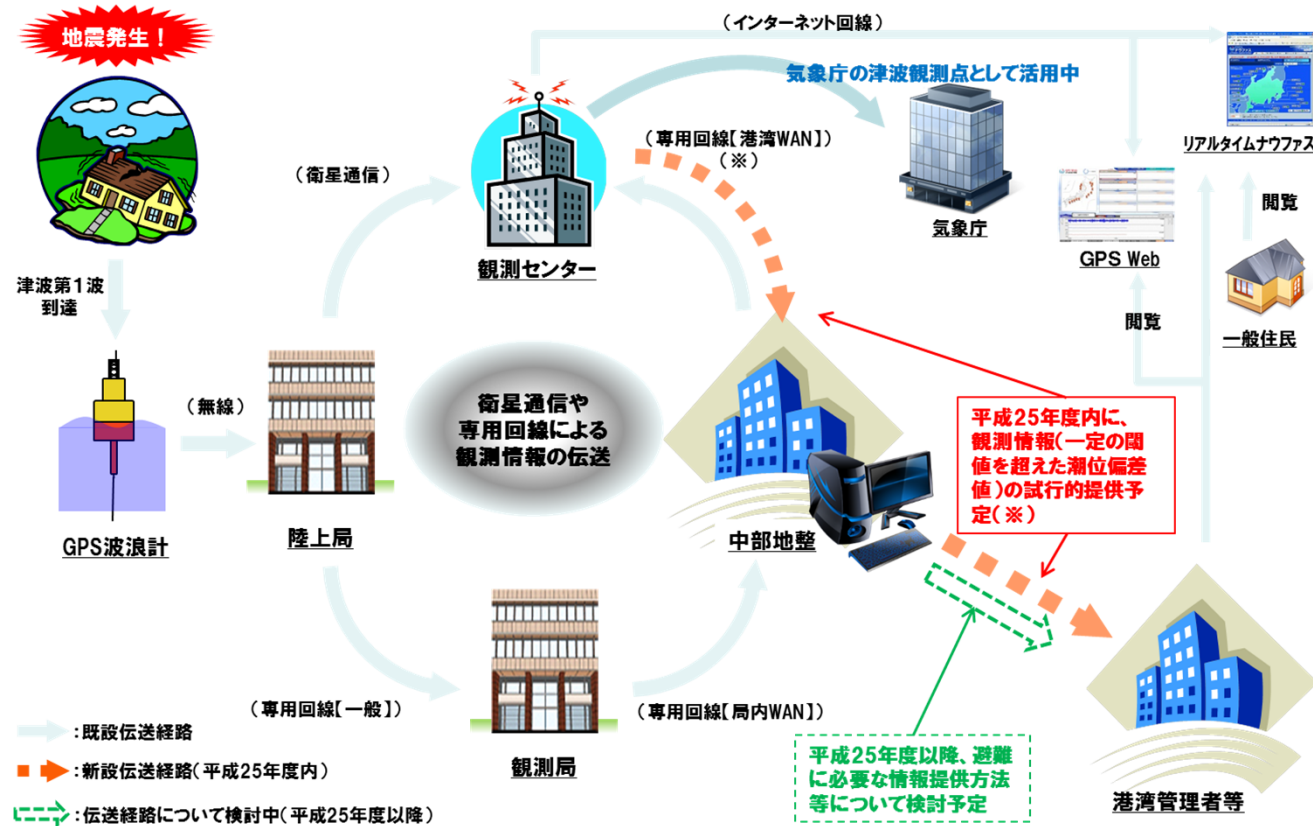 地震発生！
(インターネット回線)
気象庁の津波観測点として活用中
(専用回線【港湾WAN】)
(※)
リアルタイムナウファス
(衛星通信)
気象庁
閲覧
観測センター
GPS Web
津波第1波
到達
閲覧
一般住民
(無線)
衛星通信や
専用回線による
観測情報の伝送
平成25年度内に、
観測情報(一定の閾
値を超えた潮位偏差
値)の試行的提供予
定(※)
GPS波浪計
陸上局
中部地整
(専用回線【一般】)
(専用回線【局内WAN】)
:既設伝送経路
観測局
平成25年度以降、避難
に必要な情報提供方法
等について検討予定
:新設伝送経路(平成25年度内)
港湾管理者等
:伝送経路について検討中(平成25年度以降)